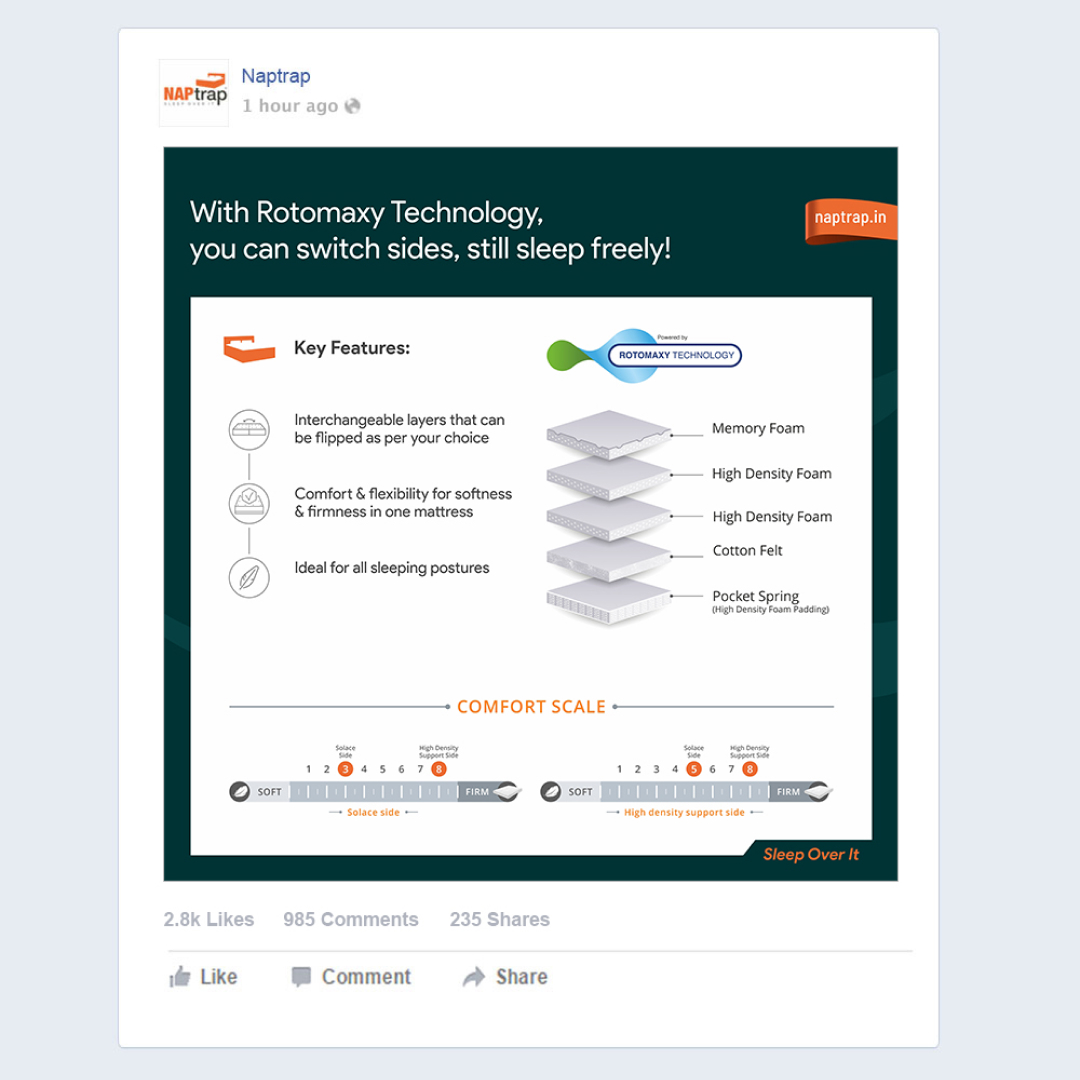 NAPtrap
SLEEP OVER IT
Naptrap
1 hour ago
With Rotomaxy Technology,
you can switch sides, still sleep freely!
naptrap.in
Key Features:
Interchangeable layers that can
be flipped as per your choice
Comfort & flexibility for softness
& firmness in one mattress
Ideal for all sleeping postures
Powered by
ROTOMAXY TECHNOLOGY
Memory Foam
High Density Foam
High Density Foam
Cotton Felt
Pocket Spring
(High Density Foam Padding)
COMFORT SCALE
Solace
Side
High Density
Support Side
1 2 3 4 5 6 7 8
SOFT
FIRM
Solace side
Solace
Side
High Density
Support Side
1 2 3 4 5 6 7 8
SOFT
FIRM
High density support side
Sleep Over It
2.8k Likes 985 Comments 235 Shares
Like Comment Share